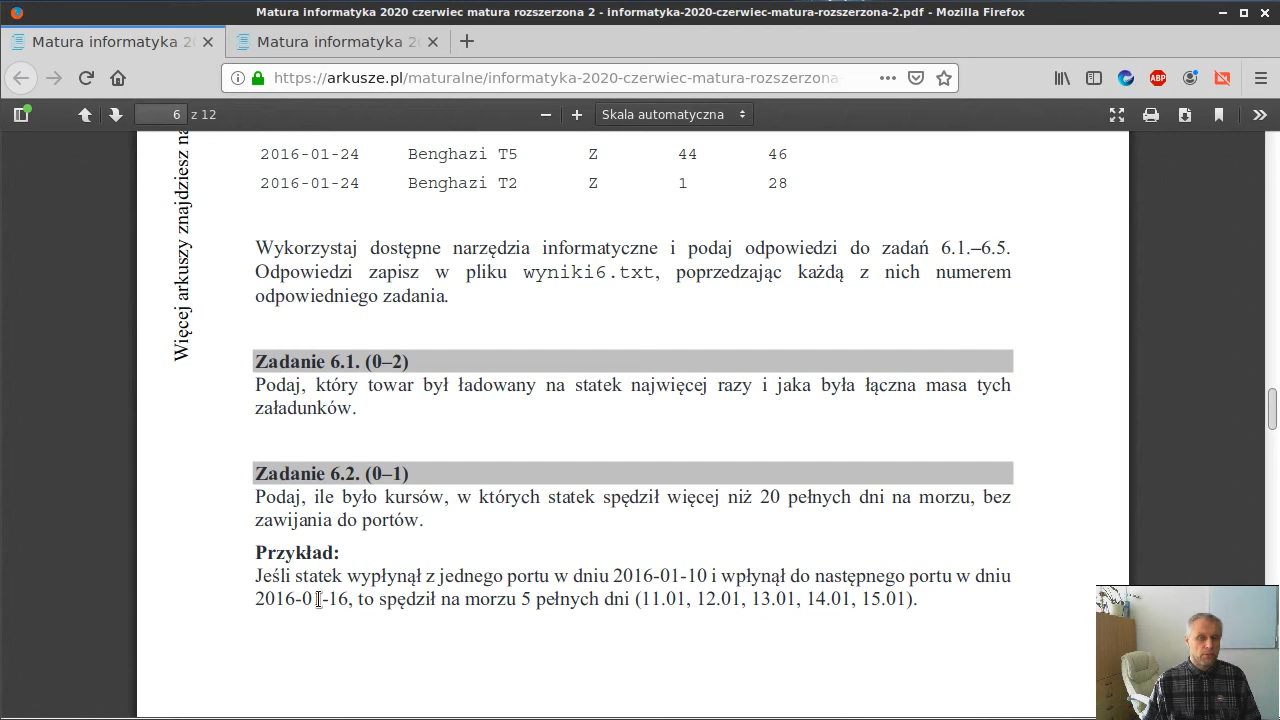 Matura informatyka 2020 czerwiec matura rozszerzona 2 - informatyka-2020-czerwiec-matura-rozszerzona-2.pdf - Mozilla Firefox
Matura informatyka 20
Matura informatyka 20
https://arkusze.pl/maturalne/informatyka-2020-czerwiec-matura-rozszerzona-
ABP
6 z 12
Skala automatyczna
Więcej arkuszy znajdziesz na
2016-01-24 Benghazi T5 Z 44 46
2016-01-24 Benghazi T2 Z 1 28
Wykorzystaj dostępne narzędzia informatyczne i podaj odpowiedzi do zadań 6.1.–6.5.
Odpowiedzi zapisz w pliku wyniki6.txt, poprzedzając każdą z nich numerem
odpowiedniego zadania.
Zadanie 6.1. (0–2)
Podaj, który towar był ładowany na statek najwięcej razy i jaka była łączna masa tych
załadunków.
Zadanie 6.2. (0–1)
Podaj, ile było kursów, w których statek spędził więcej niż 20 pełnych dni na morzu, bez
zawijania do portów.
Przykład:
Jeśli statek wypłynął z jednego portu w dniu 2016-01-10 i wpłynął do następnego portu w dniu
2016-01-16, to spędził na morzu 5 pełnych dni (11.01, 12.01, 13.01, 14.01, 15.01).